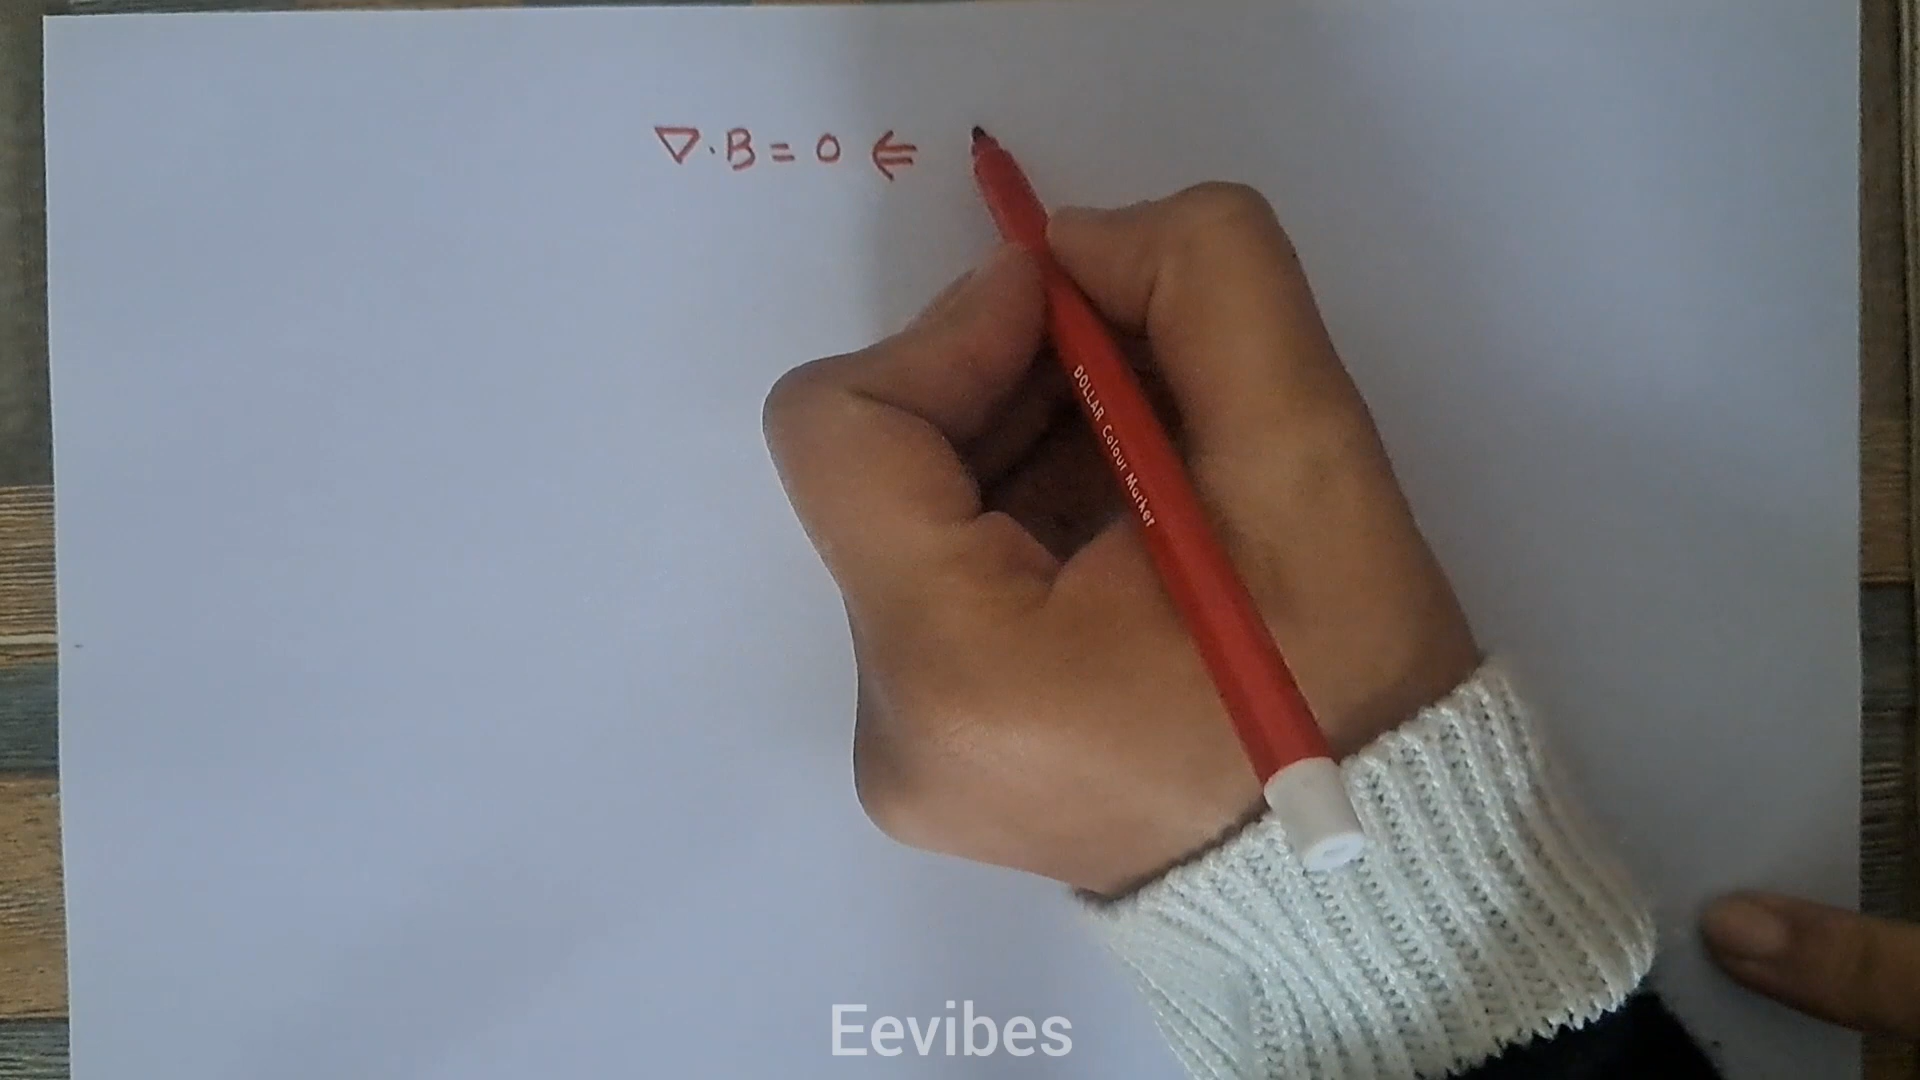 ∇·B = 0 ⇐
DOLLAR Colour Marker
Eevibes